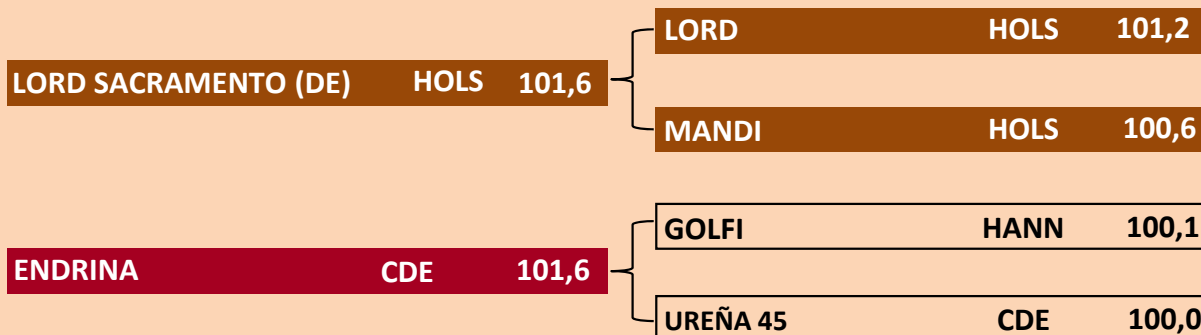 LORD HOLS 101,2
LORD SACRAMENTO (DE) HOLS 101,6
MANDI HOLS 100,6
GOLFI HANN 100,1
ENDRINA CDE 101,6
UREÑA 45 CDE 100,0